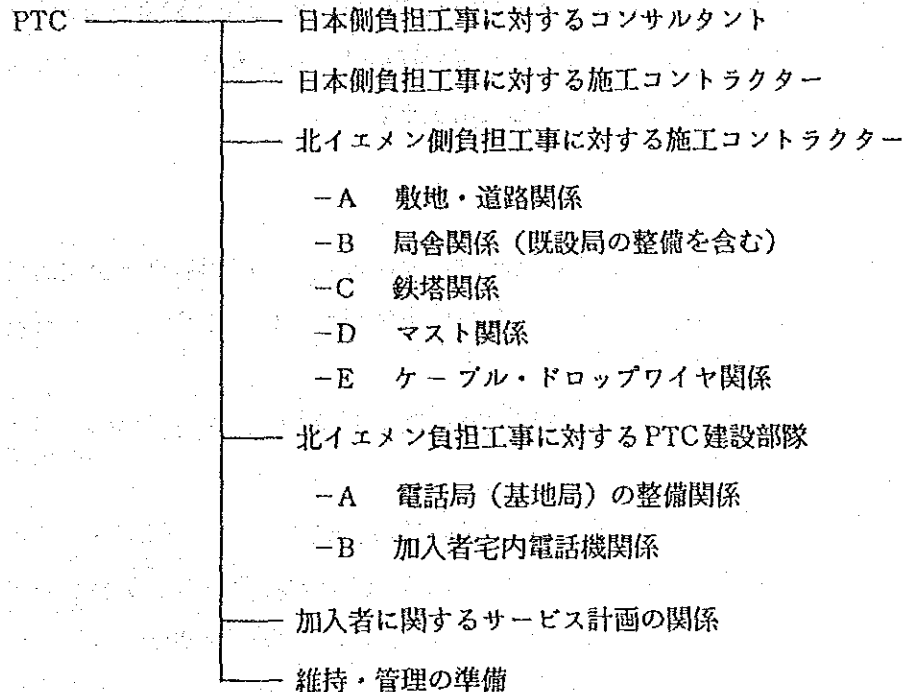 PTC 日本側負担工事に対するコンサルタント
日本側負担工事に対する施工コントラクター
北イエメン側負担工事に対する施工コントラクター
－A 敷地・道路関係
－B 局舎関係（既設局の整備を含む）
－C 鉄塔関係
－D マスト関係
－E ケーブル・ドロップワイヤ関係
北イエメン負担工事に対するPTC建設部隊
－A 電話局（基地局）の整備関係
－B 加入者宅内電話機関係
加入者に関するサービス計画の関係
維持・管理の準備